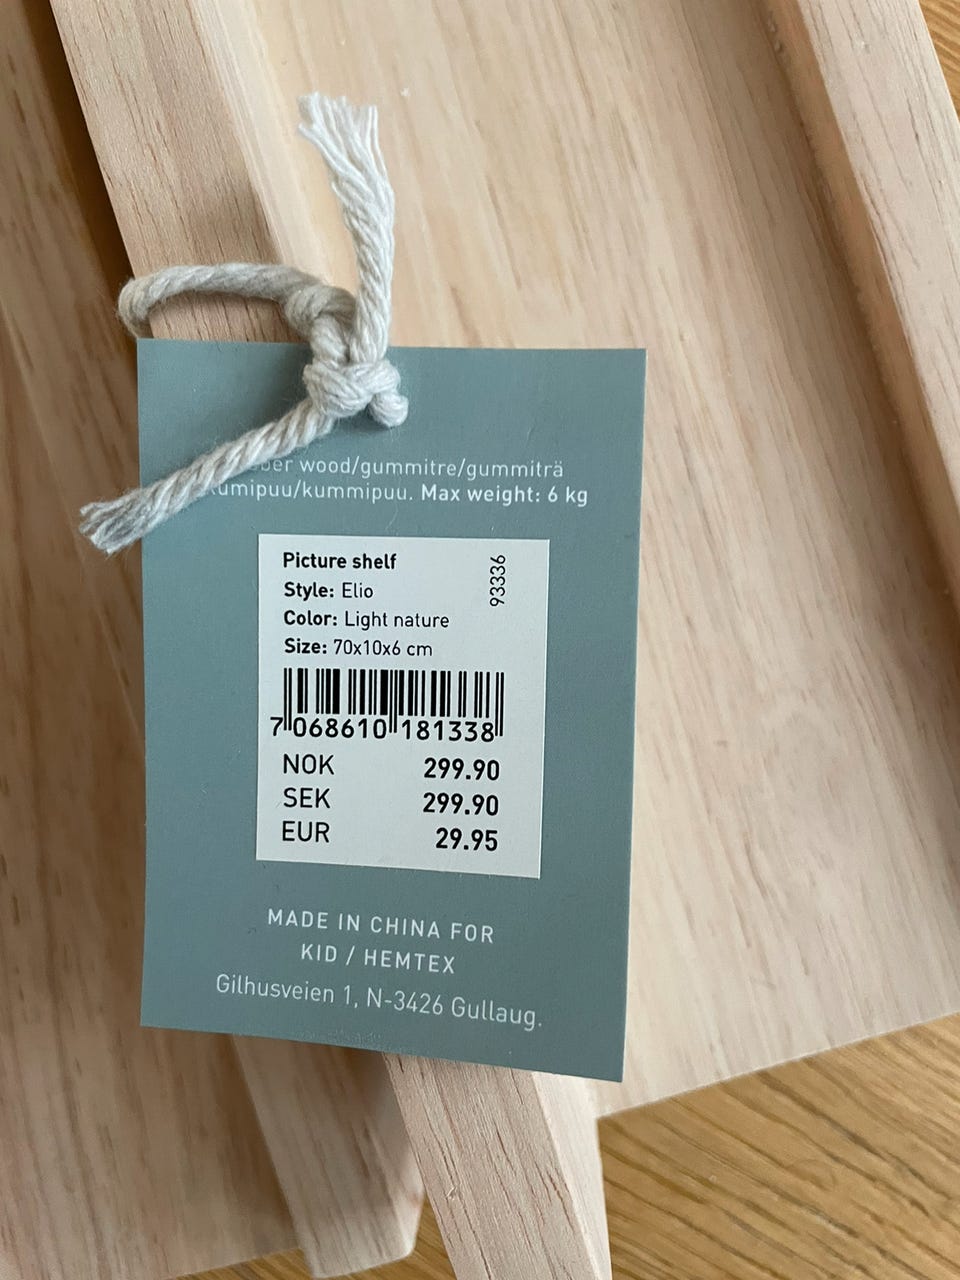 wood/gummitre/gummiträ
kumipuu/kummipuu. Max weight: 6 kg
Picture shelf
93336
Style: Elio
Color: Light nature
Size: 70x10x6 cm
7 068610 181338
NOK 299.90
SEK 299.90
EUR 29.95
MADE IN CHINA FOR
KID / HEMTEX
Gilhusveien 1, N-3426 Gullaug.